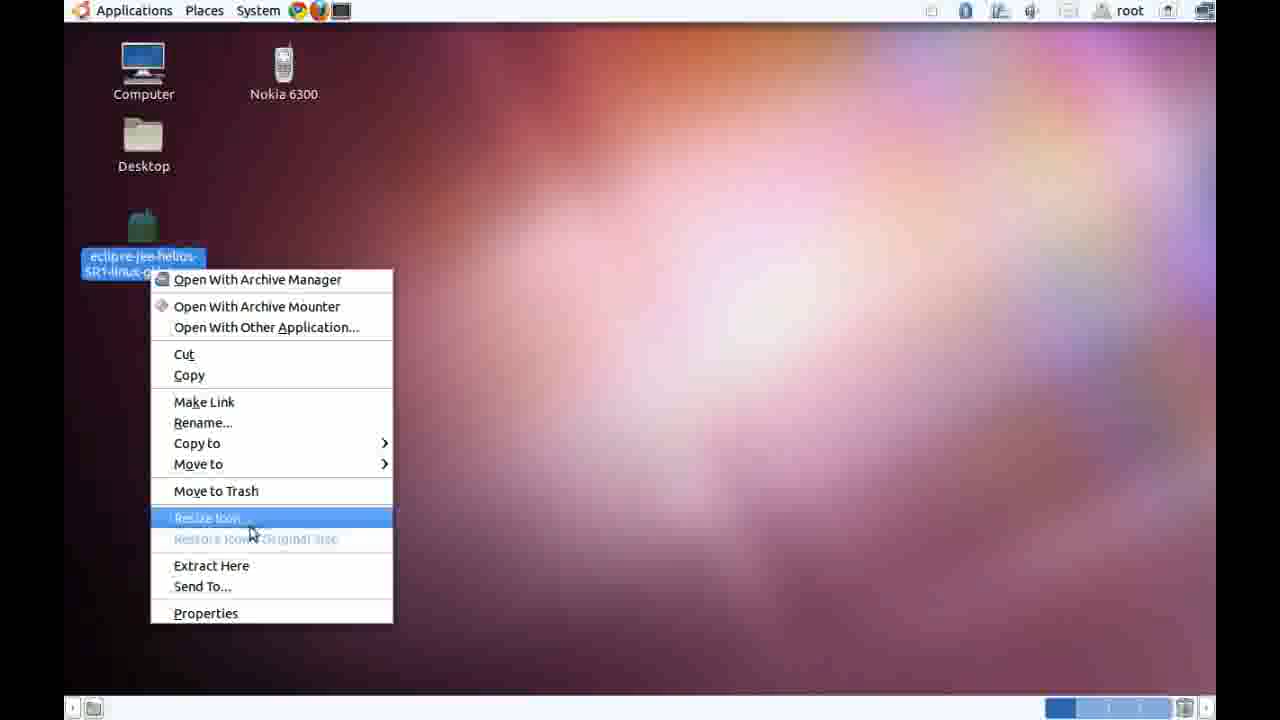 Applications Places System
root
Computer
Nokia 6300
Desktop
eclipre-jee-helios-
SR1-linux-
Open With Archive Manager
Open With Archive Mounter
Open With Other Application...
Cut
Copy
Make Link
Rename...
Copy to
Move to
Move to Trash
Resize Icon...
Restore Icon's Original Size
Extract Here
Send To...
Properties